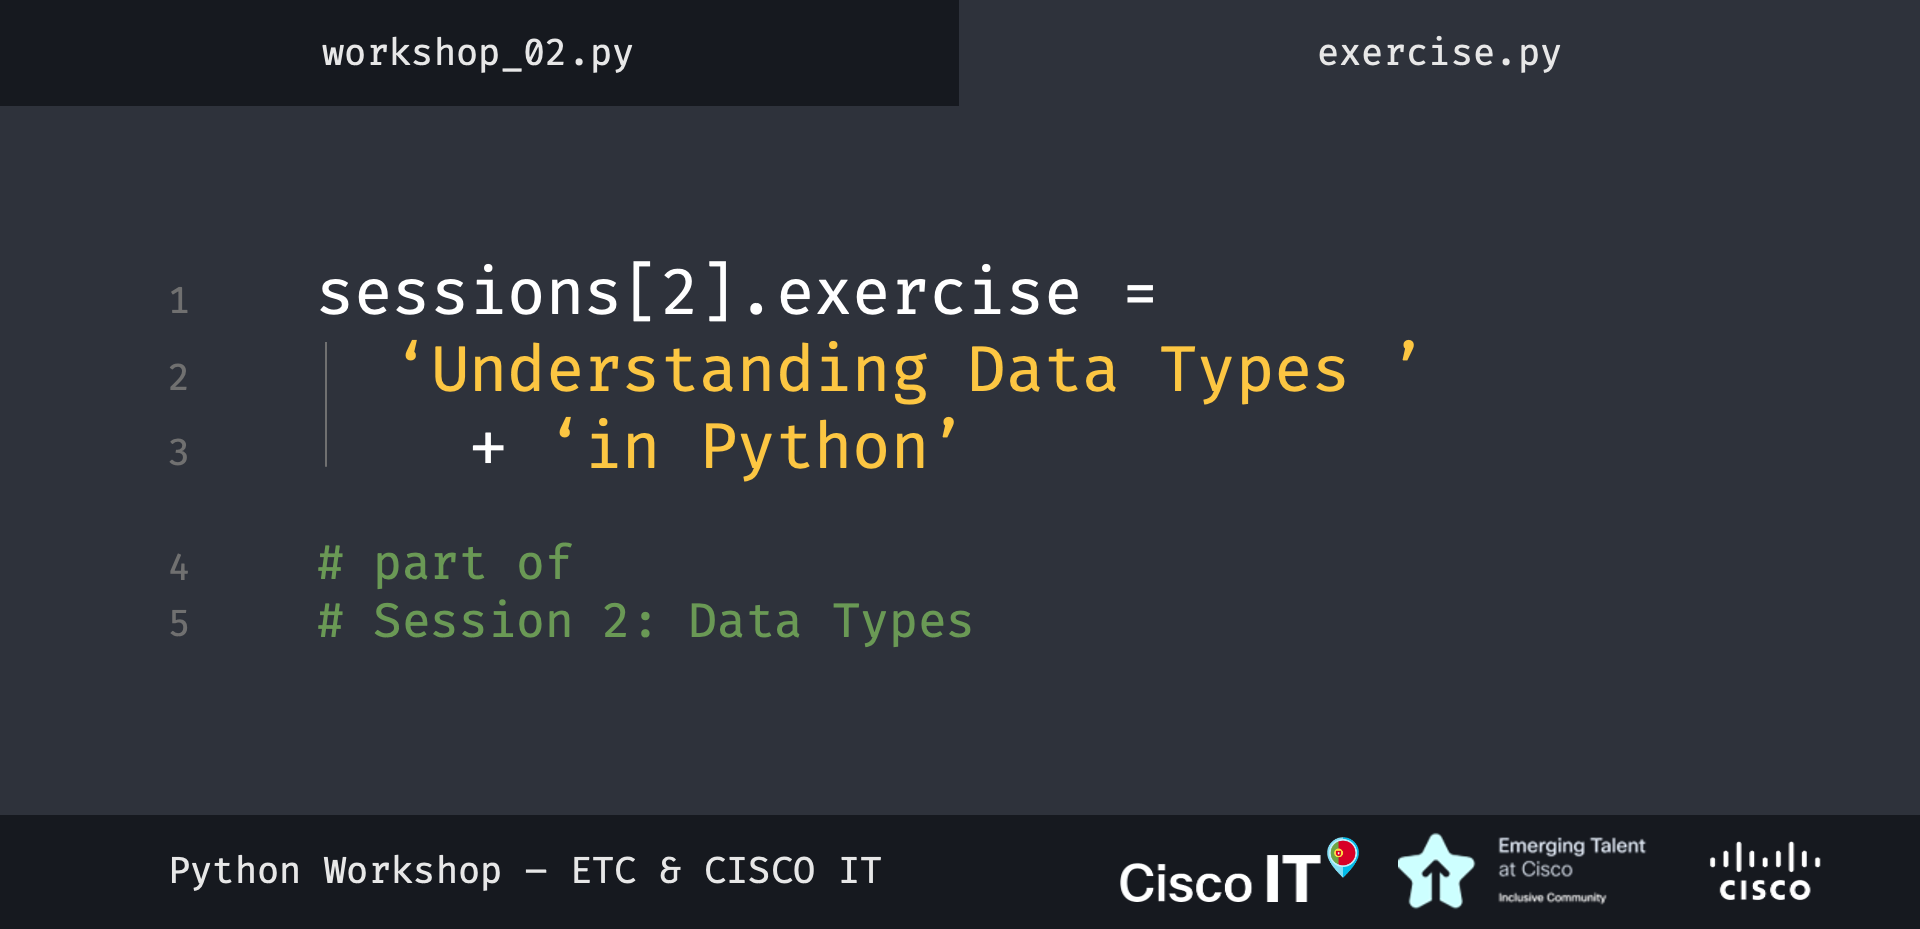 workshop_02.py
exercise.py
1 sessions[2].exercise =
2 ‘Understanding Data Types ’
3 + ‘in Python’
4 # part of
5 # Session 2: Data Types
Python Workshop – ETC & CISCO IT
Cisco IT
Emerging Talent
at Cisco
Inclusive Community
CISCO